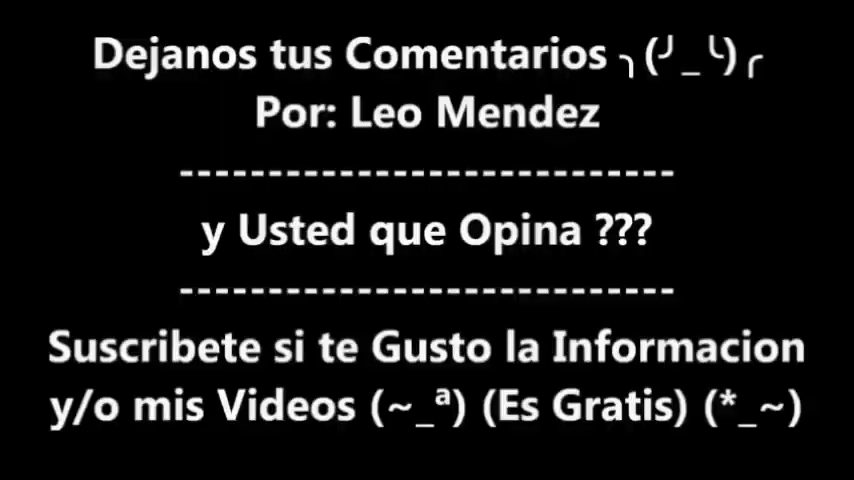 Dejanos tus Comentarios ╮(╯_╰)╭
Por: Leo Mendez
----------------------------
y Usted que Opina ???
----------------------------
Suscribete si te Gusto la Informacion
y/o mis Videos (~_ª) (Es Gratis) (*_~)